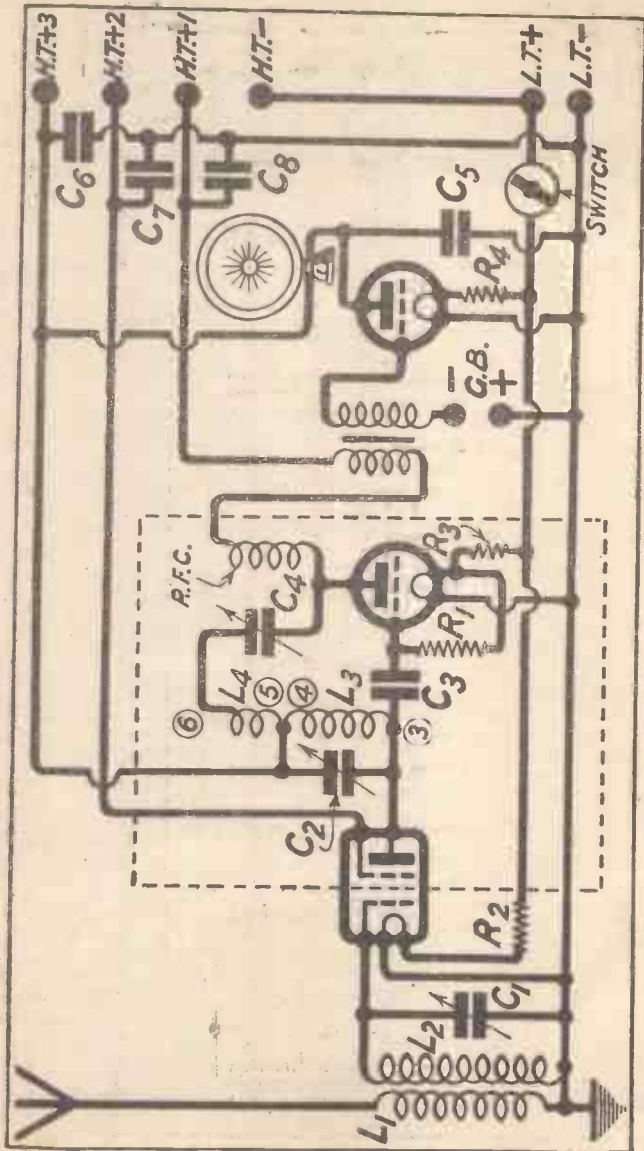 H.T.+3
C6
H.T.+2
C7
H.T.+1
C8
H.T.-
R.F.C.
C4
⑥
L4
⑤
④
L3
③
C2
C3
R1
R3
-
G.B.
+
R4
C5
L.T.+
SWITCH
L.T.-
R2
L1
L2
C1